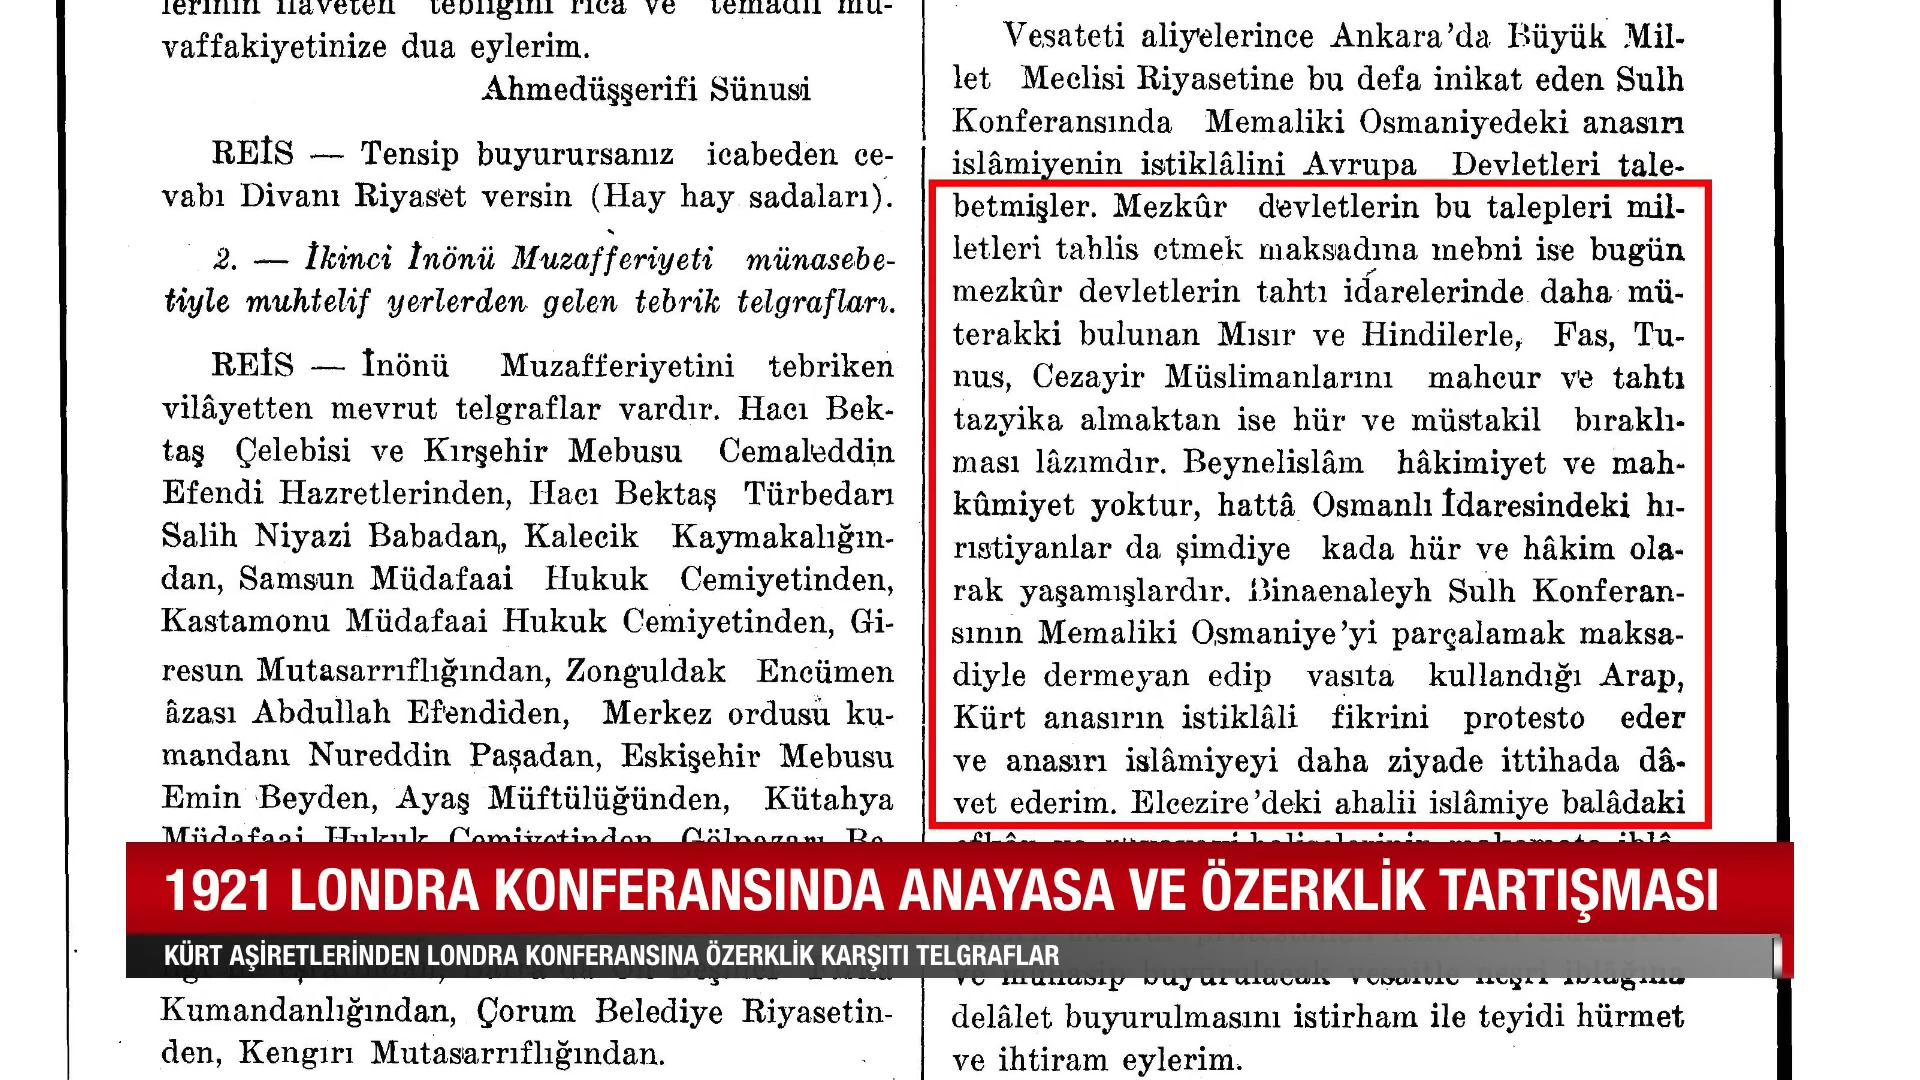 lerinin ilâveten tebliğini rica ve temadii mu-
vaffakiyetinize dua eylerim.
Ahmedüşşerifi Sünusi
REİS — Tensip buyurursanız icabeden ce-
vabı Divanı Riyaset versin (Hay hay sadaları).
2. — İkinci İnönü Muzafferiyeti münasebe-
tiyle muhtelif yerlerden gelen tebrik telgrafları.
REİS — İnönü Muzafferiyetini tebriken
vilâyetten mevrut telgraflar vardır. Hacı Bek-
taş Çelebisi ve Kırşehir Mebusu Cemaleddin
Efendi Hazretlerinden, Hacı Bektaş Türbedarı
Salih Niyazi Babadan, Kalecik Kaymakalığın-
dan, Samsun Müdafaai Hukuk Cemiyetinden,
Kastamonu Müdafaai Hukuk Cemiyetinden, Gi-
resun Mutasarrıflığından, Zonguldak Encümen
âzası Abdullah Efendiden, Merkez ordusu ku-
mandanı Nureddin Paşadan, Eskişehir Mebusu
Emin Beyden, Ayaş Müftülüğünden, Kütahya
Müdafaai Hukuk Cemiyetinden, Gölpazarı Be-
Kumandanlığından, Çorum Belediye Riyasetin-
den, Kengırı Mutasarrıflığından.
Vesateti aliyelerince Ankara'da Büyük Mil-
let Meclisi Riyasetine bu defa inikat eden Sulh
Konferansında Memaliki Osmaniyedeki anasırı
islâmiyenin istiklâlini Avrupa Devletleri tale-
betmişler. Mezkûr devletlerin bu talepleri mil-
letleri tahlis etmek maksadına mebni ise bugün
mezkûr devletlerin tahtı idarelerinde daha mü-
terakki bulunan Mısır ve Hindilerle, Fas, Tu-
nus, Cezayir Müslimanlarını mahcur ve tahtı
tazyika almaktan ise hür ve müstakil bırakıl-
ması lâzımdır. Beynelislâm hâkimiyet ve mah-
kûmiyet yoktur, hattâ Osmanlı İdaresindeki hı-
rıstiyanlar da şimdiye kada hür ve hâkim ola-
rak yaşamışlardır. Binaenaleyh Sulh Konferan-
sının Memaliki Osmaniye'yi parçalamak maksa-
diyle dermeyan edip vasıta kullandığı Arap,
Kürt anasırın istiklâli fikrini protesto eder
ve anasırı islâmiyeyi daha ziyade ittihada dâ-
vet ederim. Elcezire'deki ahalii islâmiye balâdaki
ve münasip buyurulacak vesaitle neşri iblâğına
delâlet buyurulmasını istirham ile teyidi hürmet
ve ihtiram eylerim.
1921 LONDRA KONFERANSINDA ANAYASA VE ÖZERKLİK TARTIŞMASI
KÜRT AŞİRETLERİNDEN LONDRA KONFERANSINA ÖZERKLİK KARŞITI TELGRAFLAR